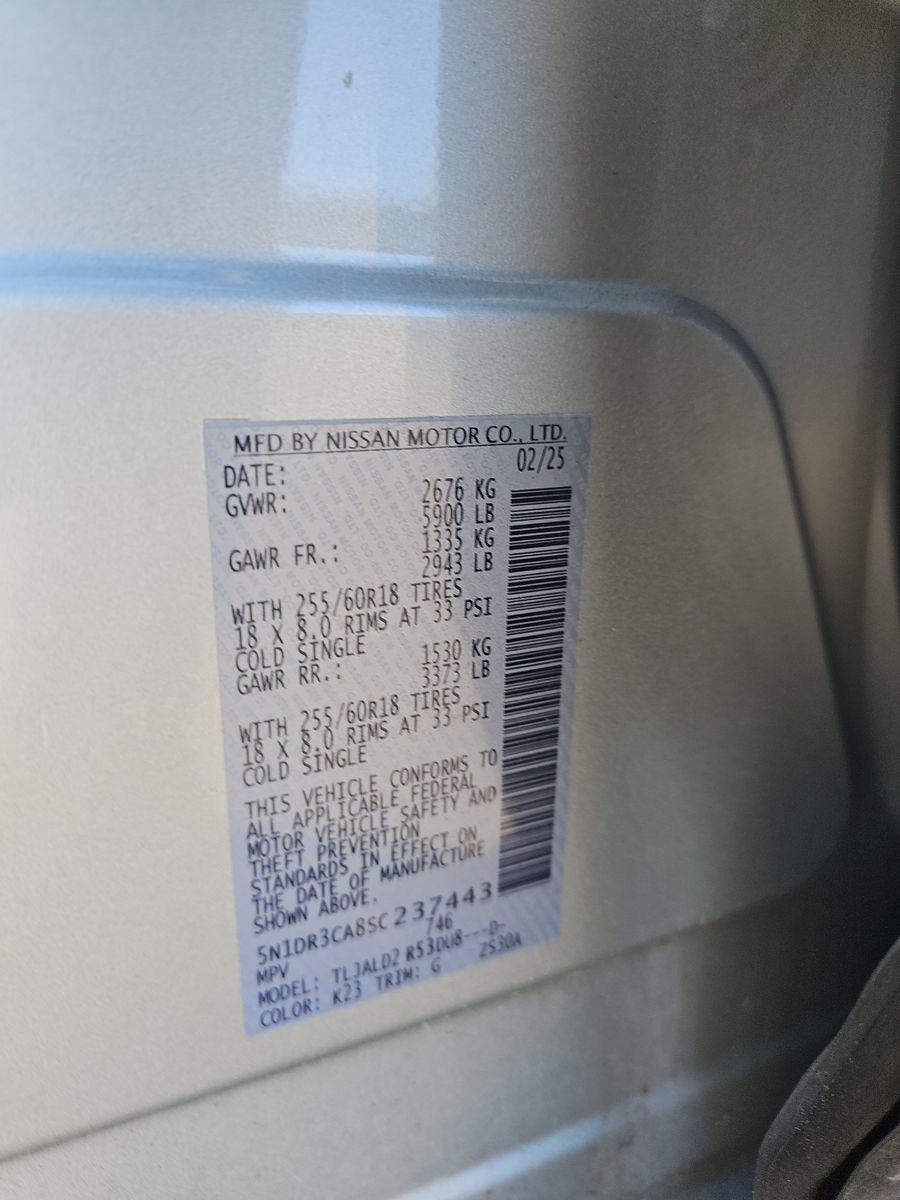 MFD BY NISSAN MOTOR CO., LTD.
DATE: 02/25
GVWR: 2676 KG
5900 LB
GAWR FR.: 1335 KG
2943 LB
WITH 255/60R18 TIRES
18 X 8.0 RIMS AT 33 PSI
COLD SINGLE
GAWR RR.: 1530 KG
3373 LB
WITH 255/60R18 TIRES
18 X 8.0 RIMS AT 33 PSI
COLD SINGLE
THIS VEHICLE CONFORMS TO
ALL APPLICABLE FEDERAL
MOTOR VEHICLE SAFETY AND
THEFT PREVENTION
STANDARDS IN EFFECT ON
THE DATE OF MANUFACTURE
SHOWN ABOVE.
5N1DR3CA8SC237443
MPV 746
MODEL: TLJALD2 R53DU8---D-
COLOR: K23 TRIM: G ZS30A